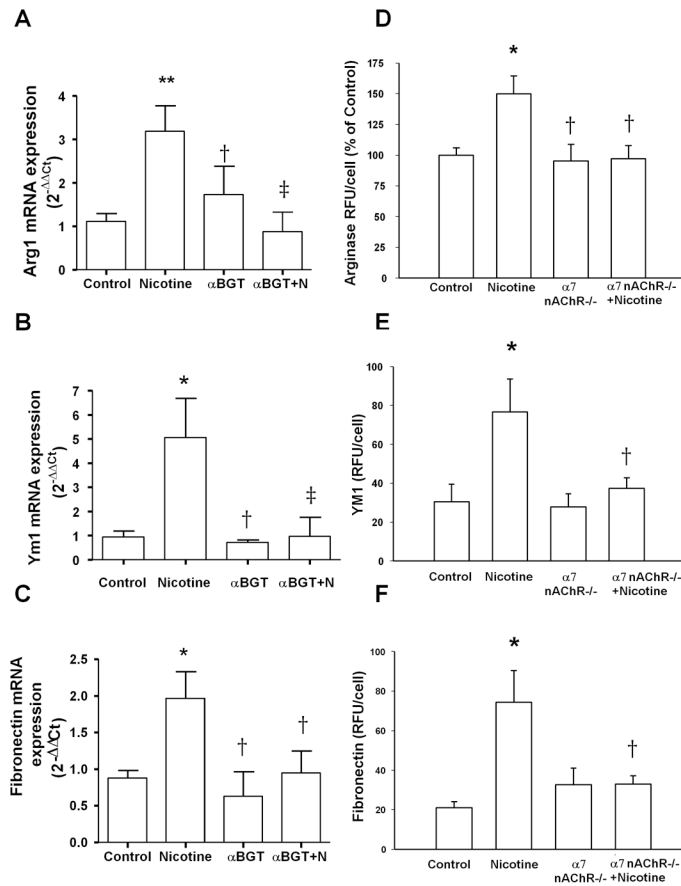 A
Arg1 mRNA expression
(2-ΔΔCt)
4
3
2
1
0
**
†
‡
Control Nicotine αBGT αBGT+N
B
Ym1 mRNA expression
(2-ΔΔCt)
7
6
5
4
3
2
1
0
*
†
‡
Control Nicotine αBGT αBGT+N
C
Fibronectin mRNA
expression
(2-ΔΔCt)
2.5
2.0
1.5
1.0
0.5
0.0
*
†
†
Control Nicotine αBGT αBGT+N
D
Arginase RFU/cell (% of Control)
200
175
150
125
100
75
50
25
0
*
†
†
Control Nicotine α7 α7 nAChR-/-
nAChR-/- +Nicotine
E
YM1 (RFU/cell)
100
80
60
40
20
0
*
†
Control Nicotine α7 α7 nAChR-/-
nAChR-/- +Nicotine
F
Fibronectin (RFU/cell)
100
80
60
40
20
0
*
†
Control Nicotine α7 α7 nAChR-/-
nAChR-/- +Nicotine